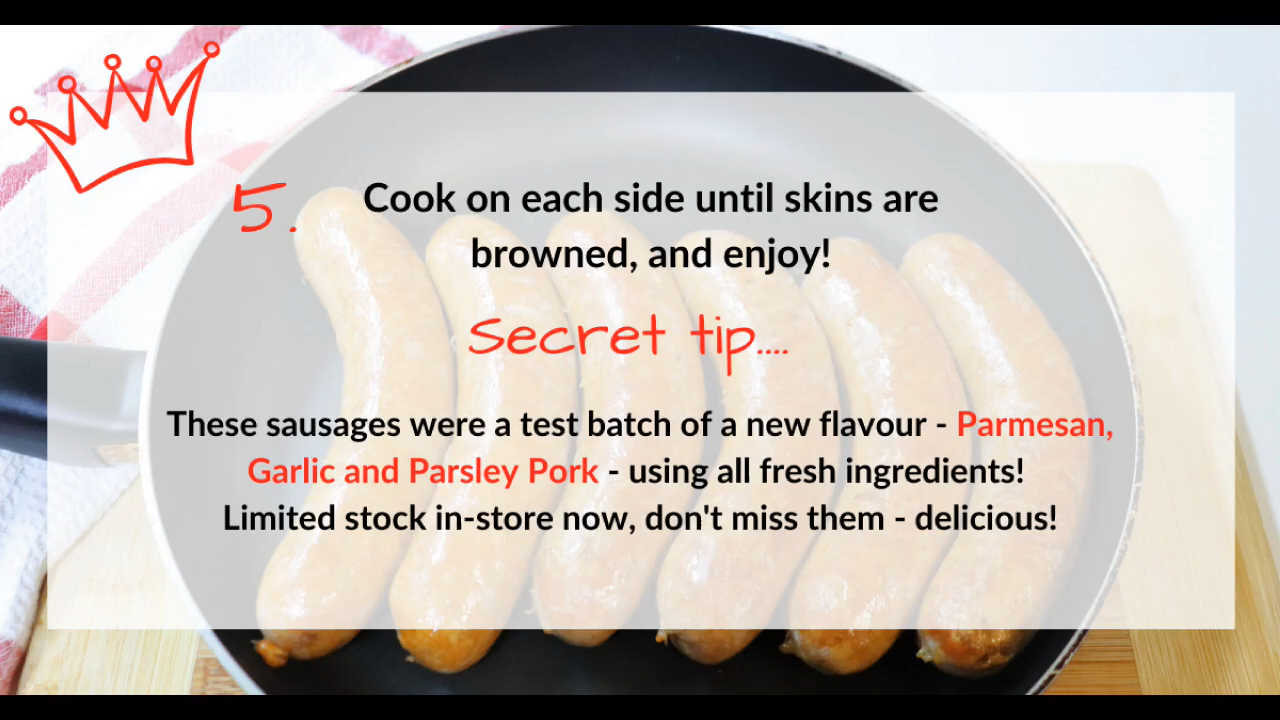 5.
Cook on each side until skins are
browned, and enjoy!
Secret tip....
These sausages were a test batch of a new flavour - Parmesan,
Garlic and Parsley Pork - using all fresh ingredients!
Limited stock in-store now, don't miss them - delicious!